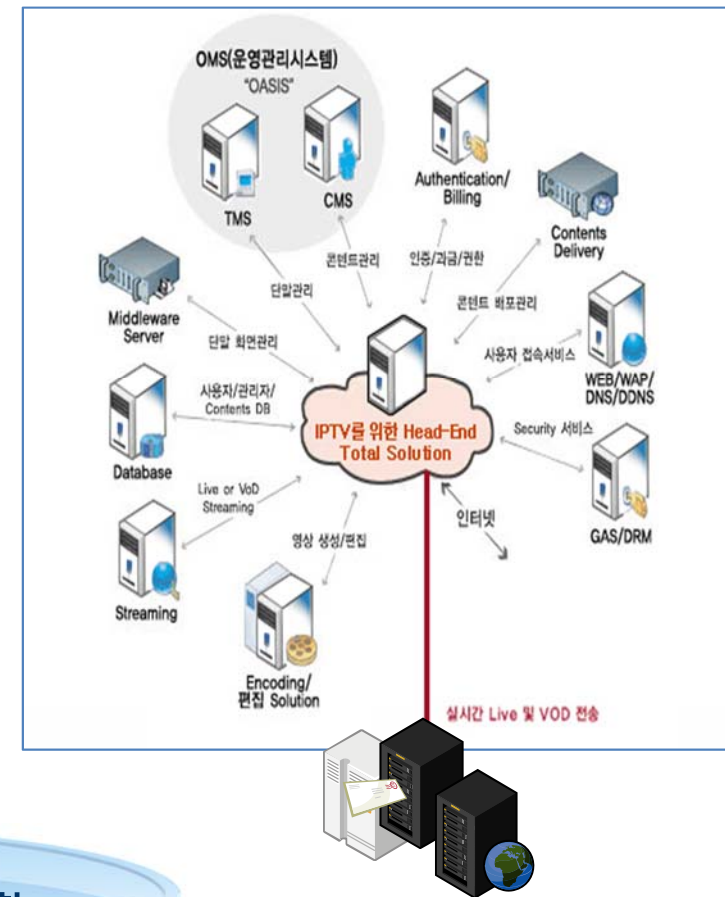 OMS(운영관리시스템)
"OASIS"
TMS
CMS
Authentication/
Billing
Contents
Delivery
콘텐트관리
인증/과금/권한
단말관리
콘텐트 배포관리
Middleware
Server
단말 화면관리
사용자 접속서비스
WEB/WAP/
DNS/DDNS
사용자/관리자/
Contents DB
IPTV를 위한 Head-End
Total Solution
Security 서비스
Database
Live or VoD
Streaming
인터넷
GAS/DRM
영상 생성/편집
Streaming
Encoding/
편집 Solution
실시간 Live 및 VOD 전송